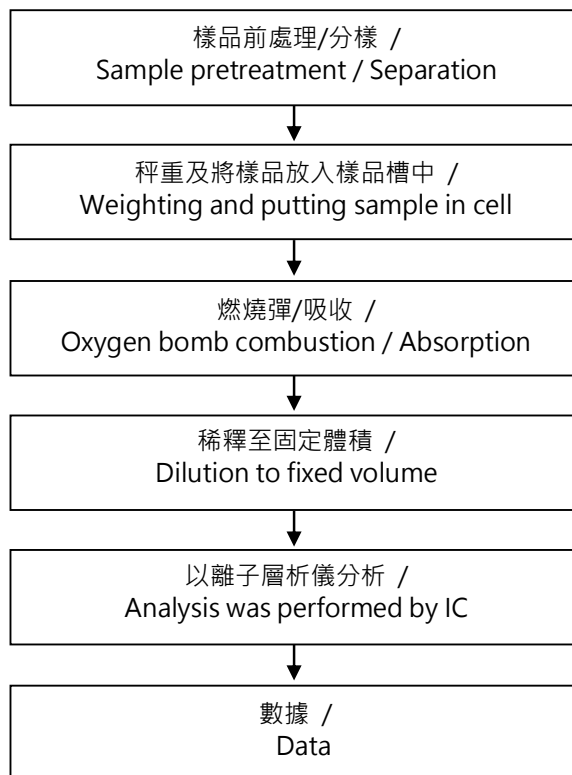 樣品前處理/分樣 /
Sample pretreatment / Separation
秤重及將樣品放入樣品槽中 /
Weighting and putting sample in cell
燃燒彈/吸收 /
Oxygen bomb combustion / Absorption
稀釋至固定體積 /
Dilution to fixed volume
以離子層析儀分析 /
Analysis was performed by IC
數據 /
Data